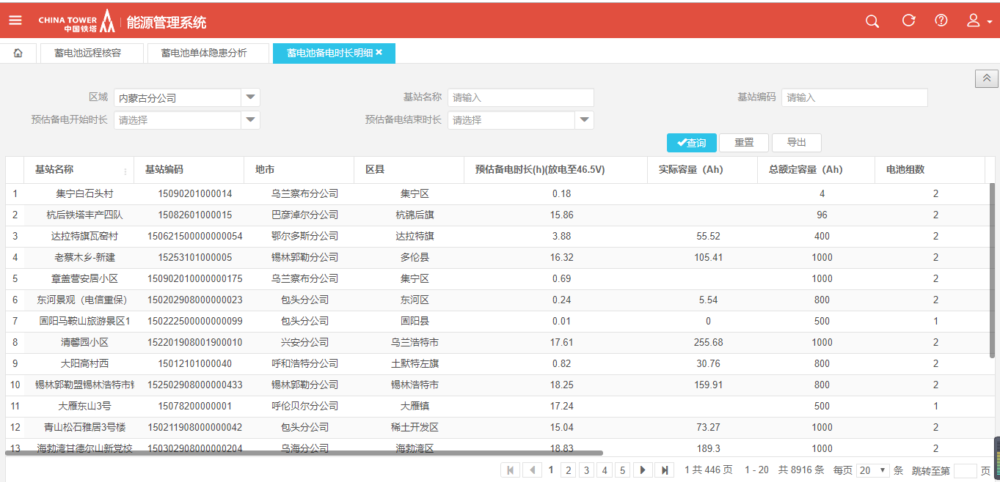 CHINA TOWER
中国铁塔
能源管理系统
蓄电池远程核容 蓄电池单体隐患分析 蓄电池备电时长明细
区域 内蒙古分公司 基站名称 请输入 基站编码 请输入
预估备电开始时长 请选择 预估备电结束时长 请选择
查询 重置 导出
基站名称 基站编码 地市 区县 预估备电时长(h)(放电至46.5V) 实际容量（Ah） 总额定容量（Ah） 电池组数
1 集宁白石头村 15090201000014 乌兰察布分公司 集宁区 0.18 4 2
2 杭后铁塔丰产四队 15082601000015 巴彦淖尔分公司 杭锦后旗 15.86 96 2
3 达拉特旗瓦窑村 150621500000000054 鄂尔多斯分公司 达拉特旗 3.88 55.52 400 2
4 老蔡木乡-新建 15253101000005 锡林郭勒分公司 多伦县 16.32 105.41 1000 2
5 章盖营安居小区 150902010000000175 乌兰察布分公司 集宁区 0.69 1000 2
6 东河景观（电信重保） 150202908000000023 包头分公司 东河区 0.24 5.54 800 2
7 固阳马鞍山旅游景区1 150222500000000099 包头分公司 固阳县 0.01 0 500 1
8 清馨园小区 152201908001900010 兴安分公司 乌兰浩特市 17.61 255.68 1000 2
9 大阳高村西 15012101000040 呼和浩特分公司 土默特左旗 0.82 30.76 800 2
10 锡林郭勒盟锡林浩特市 152502908000000433 锡林郭勒分公司 锡林浩特市 18.25 159.91 800 2
11 大雁东山3号 15078200000001 呼伦贝尔分公司 大雁镇 17.24 500 1
12 青山松石雅居3号楼 150211908000000042 包头分公司 稀土开发区 15.04 73.27 1000 2
13 海勃湾甘德尔山新党校 150302908000000204 乌海分公司 海勃湾区 18.83 189.3 1000 2
1 2 3 4 5 1 共 446 页 1 - 20 共 8916 条 每页 20 条 跳转至第 页